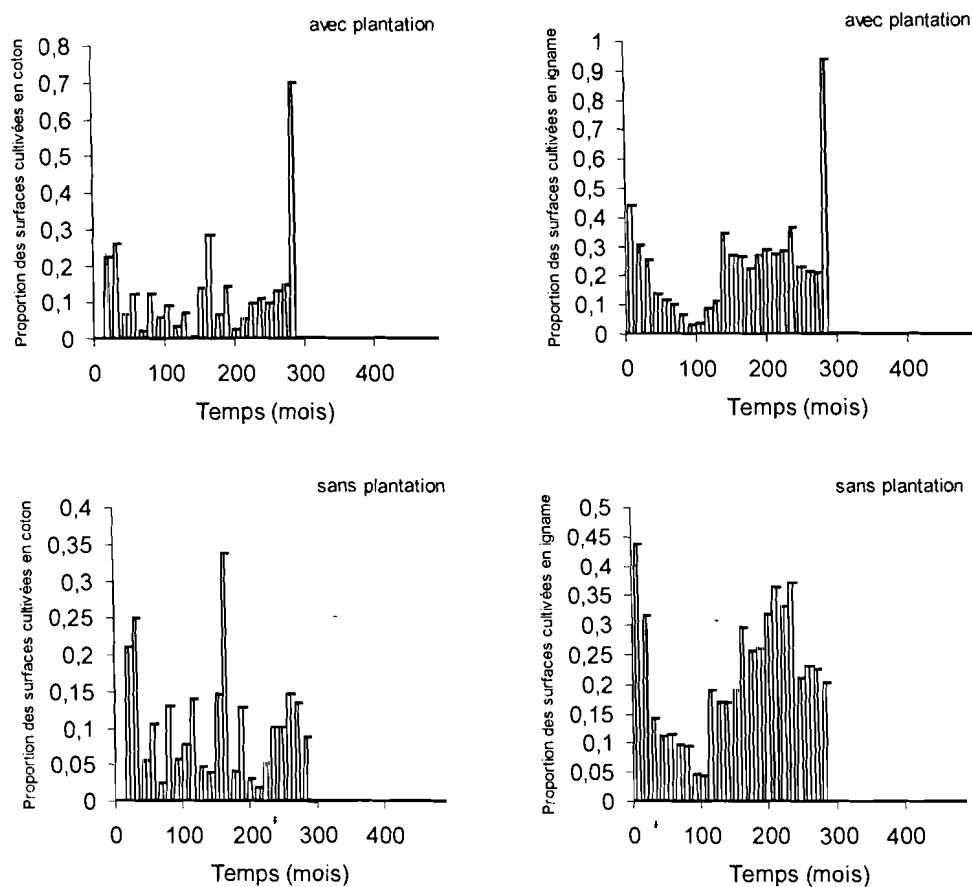 avec plantation
Proportion des surfaces cultivées en coton
0,8
0,7
0,6
0,5
0,4
0,3
0,2
0,1
0
0 100 200 300 400
Temps (mois)
avec plantation
Proportion des surfaces cultivées en igname
1
0,9
0,8
0,7
0,6
0,5
0,4
0,3
0,2
0,1
0
0 100 200 300 400
Temps (mois)
sans plantation
Proportion des surfaces cultivées en coton
0,4
0,35
0,3
0,25
0,2
0,15
0,1
0,05
0
0 100 200 300 400
Temps (mois)
sans plantation
Proportion des surfaces cultivées en igname
0,5
0,45
0,4
0,35
0,3
0,25
0,2
0,15
0,1
0,05
0
0 100 200 300 400
Temps (mois)